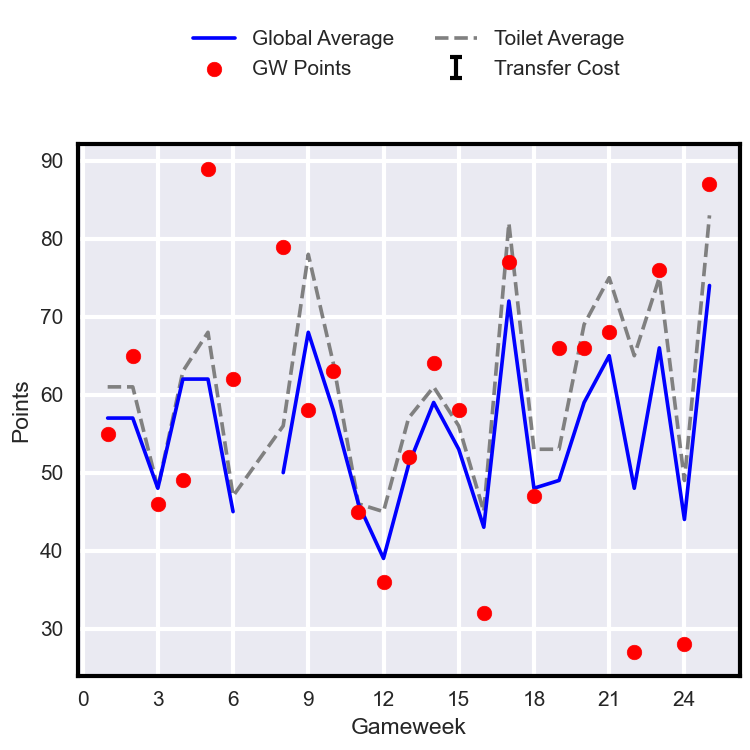 Global Average
Toilet Average
GW Points
Transfer Cost
90
80
70
60
50
40
30
Points
0 3 6 9 12 15 18 21 24
Gameweek